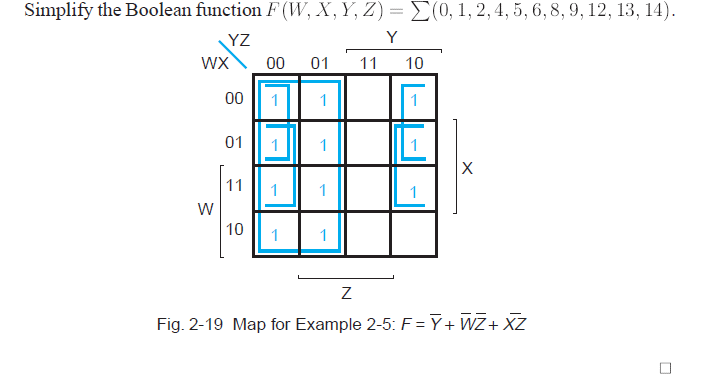 Simplify the Boolean function F(W, X, Y, Z) = ∑(0, 1, 2, 4, 5, 6, 8, 9, 12, 13, 14).
YZ Y
WX 00 01 11 10
00 1 1 1
01 1 1 1
X
11 1 1 1
W
10 1 1
Z
Fig. 2-19 Map for Example 2-5: F = Y̅ + W̅Z̅ + XZ̅